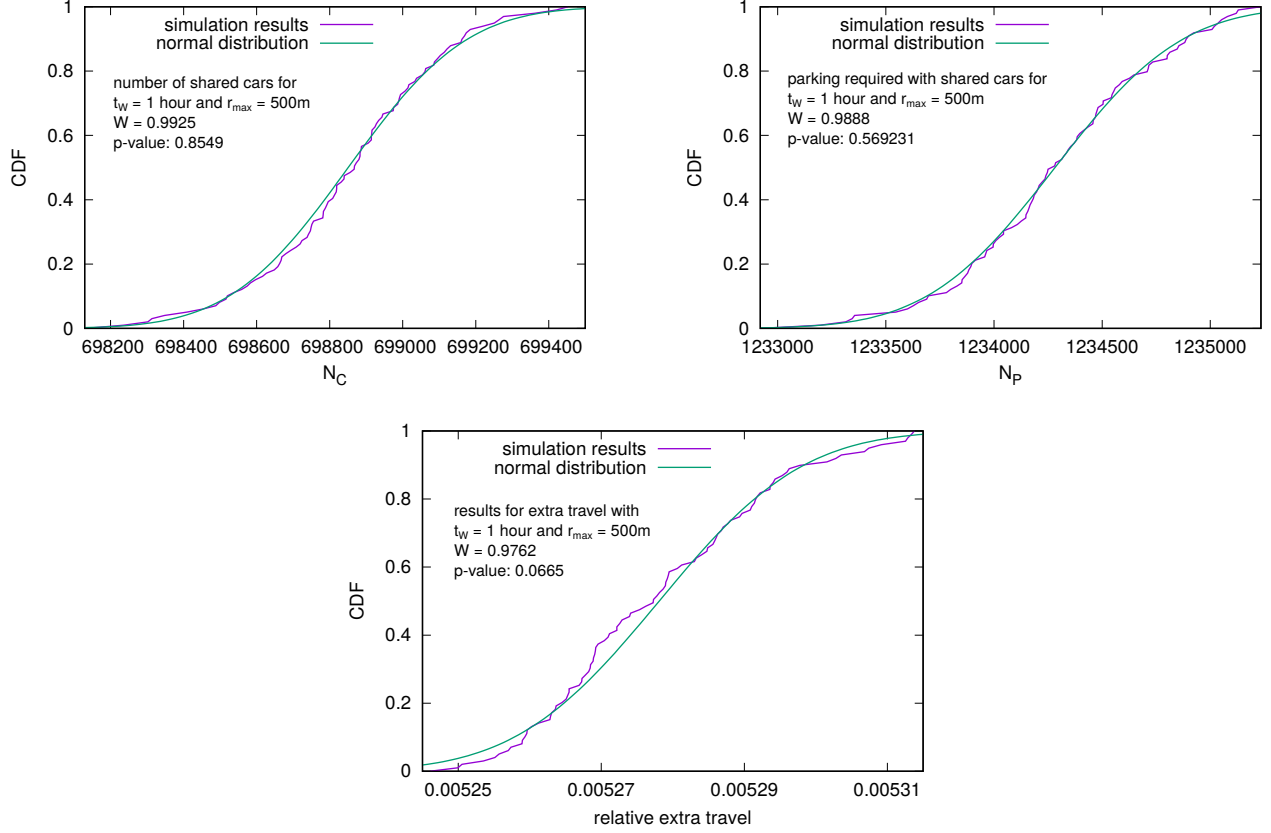 simulation results
normal distribution
number of shared cars for
t_W = 1 hour and r_max = 500m
W = 0.9925
p-value: 0.8549
CDF
1
0.8
0.6
0.4
0.2
0
698200 698400 698600 698800 699000 699200 699400
N_C
simulation results
normal distribution
parking required with shared cars for
t_W = 1 hour and r_max = 500m
W = 0.9888
p-value: 0.569231
CDF
1
0.8
0.6
0.4
0.2
0
1233000 1233500 1234000 1234500 1235000
N_P
simulation results
normal distribution
results for extra travel with
t_W = 1 hour and r_max = 500m
W = 0.9762
p-value: 0.0665
CDF
1
0.8
0.6
0.4
0.2
0
0.00525 0.00527 0.00529 0.00531
relative extra travel